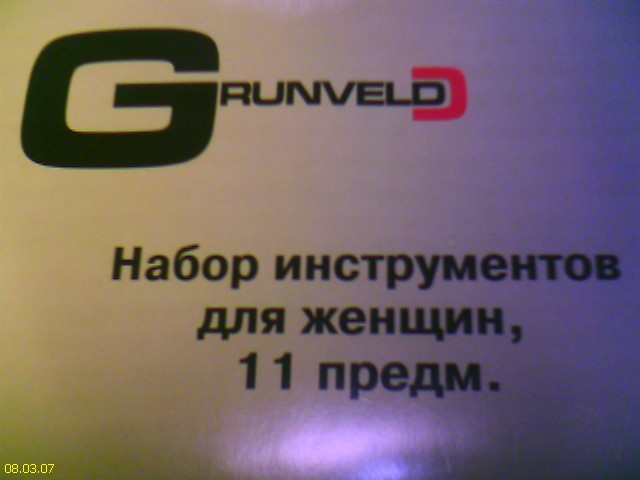 GRUNVELD
Набор инструментов
для женщин,
11 предм.
08.03.07